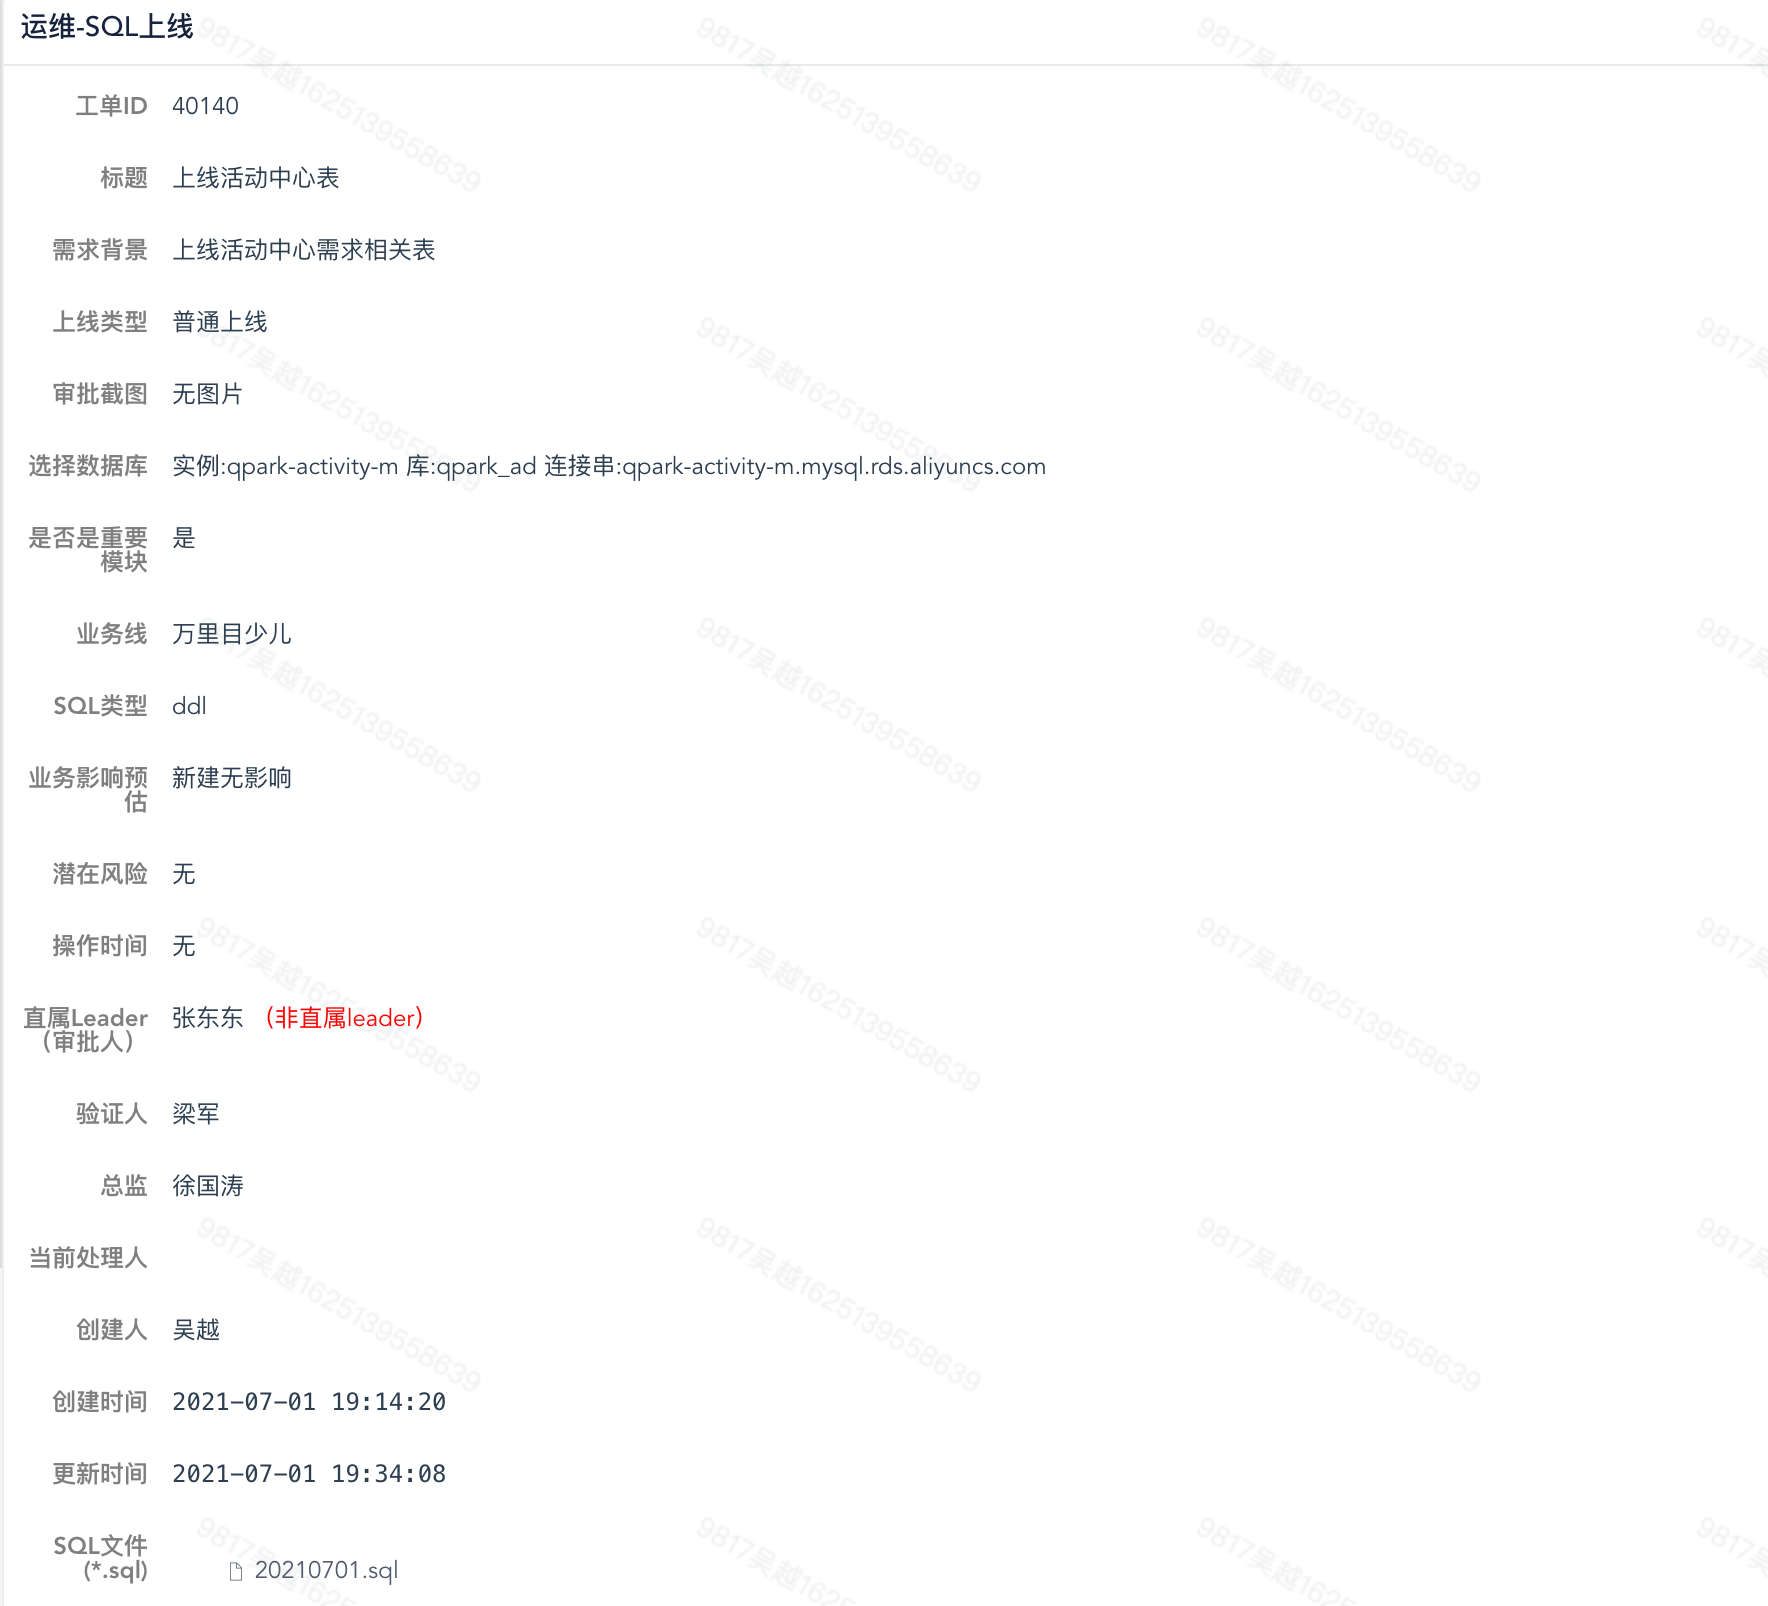 运维-SQL上线
工单ID 40140
标题 上线活动中心表
需求背景 上线活动中心需求相关表
上线类型 普通上线
审批截图 无图片
选择数据库 实例:qpark-activity-m 库:qpark_ad 连接串:qpark-activity-m.mysql.rds.aliyuncs.com
是否是重要 是
模块
业务线 万里目少儿
SQL类型 ddl
业务影响预 新建无影响
估
潜在风险 无
操作时间 无
直属Leader 张东东 （非直属leader）
（审批人）
验证人 梁军
总监 徐国涛
当前处理人
创建人 吴越
创建时间 2021-07-01 19:14:20
更新时间 2021-07-01 19:34:08
SQL文件
(*.sql) 20210701.sql
9817吴越1625139558639